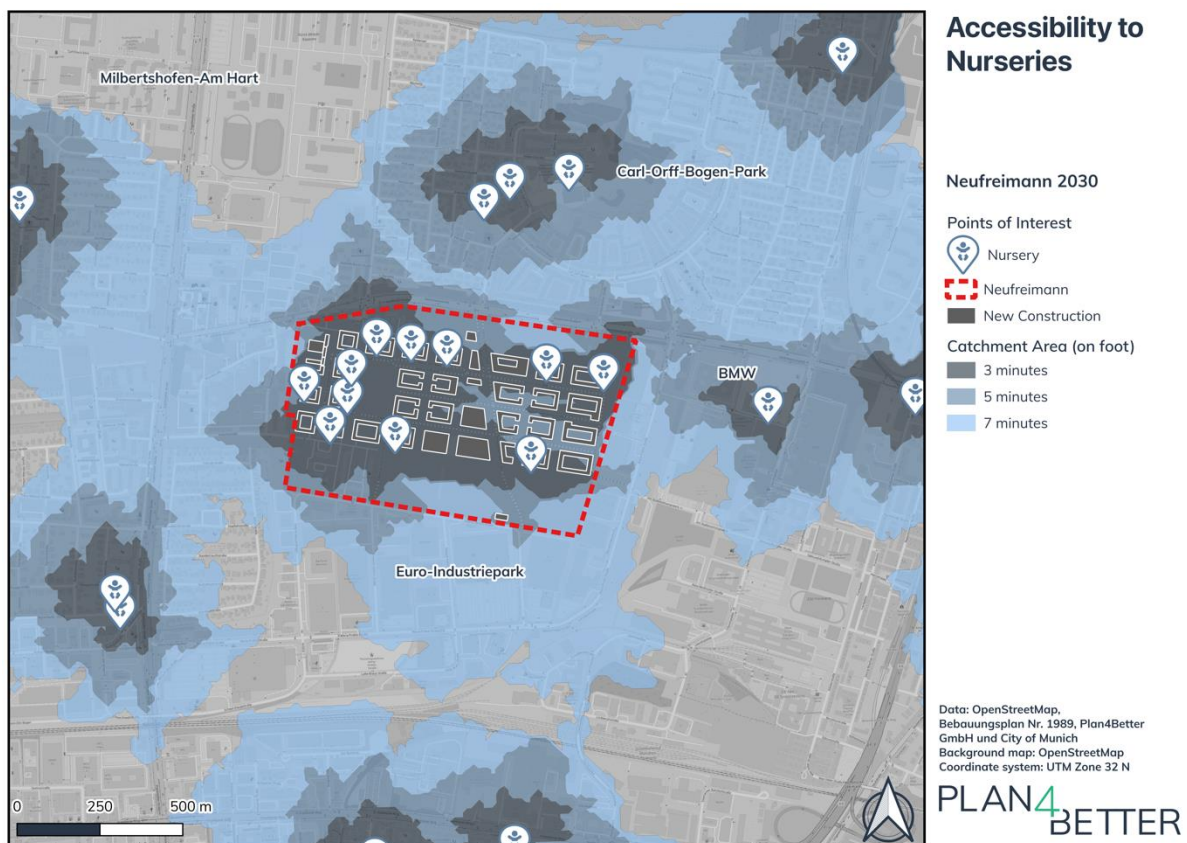 Accessibility to
Nurseries
Neufreimann 2030
Points of Interest
Nursery
Neufreimann
New Construction
Catchment Area (on foot)
3 minutes
5 minutes
7 minutes
Milbertshofen-Am Hart
Carl-Orff-Bogen-Park
BMW
Euro-Industriepark
0 250 500 m
Data: OpenStreetMap,
Bebauungsplan Nr. 1989, Plan4Better
GmbH und City of Munich
Background map: OpenStreetMap
Coordinate system: UTM Zone 32 N
PLAN4
BETTER